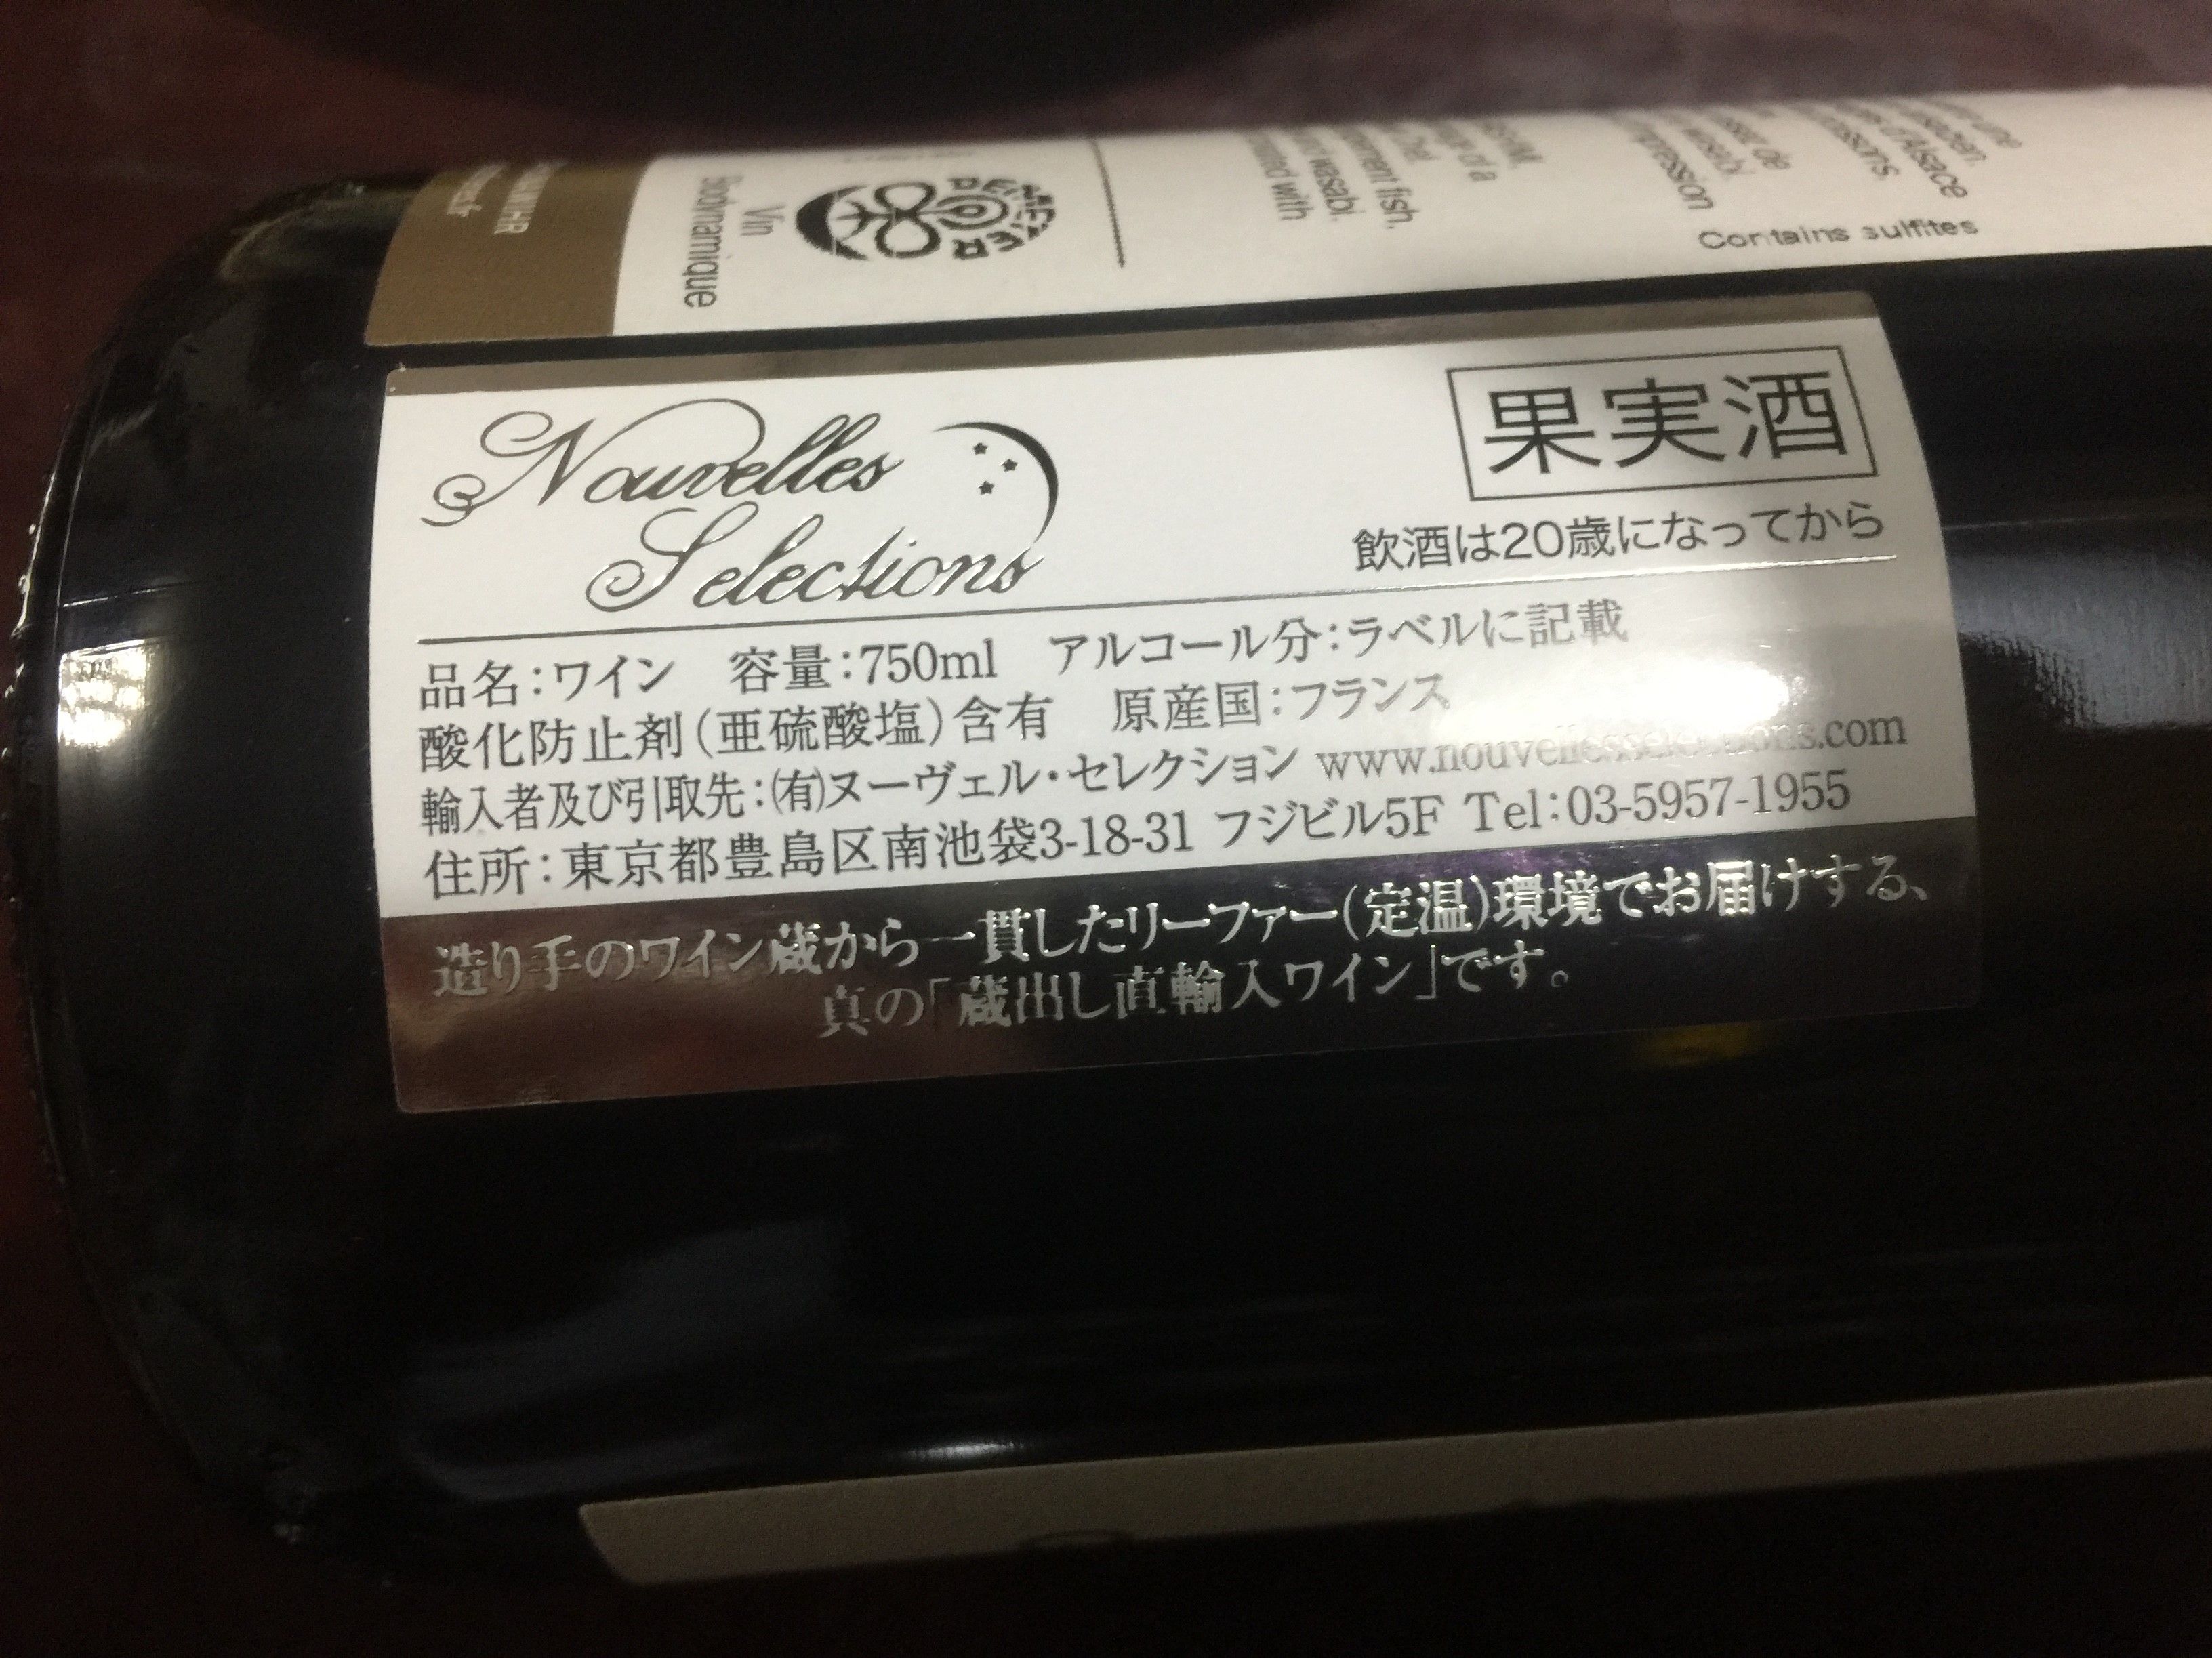 Vin
Biodynamique
DEMETER
and wasabi.
Contains sulfites
Nouvelles
Selections
果実酒
飲酒は20歳になってから
品名:ワイン 容量:750ml アルコール分:ラベルに記載
酸化防止剤(亜硫酸塩)含有 原産国:フランス
輸入者及び引取先:㈲ヌーヴェル・セレクション www.nouvellesselections.com
住所:東京都豊島区南池袋3-18-31 フジビル5F Tel:03-5957-1955
造り手のワイン蔵から一貫したリーファー(定温)環境でお届けする、
真の「蔵出し直輸入ワイン」です。